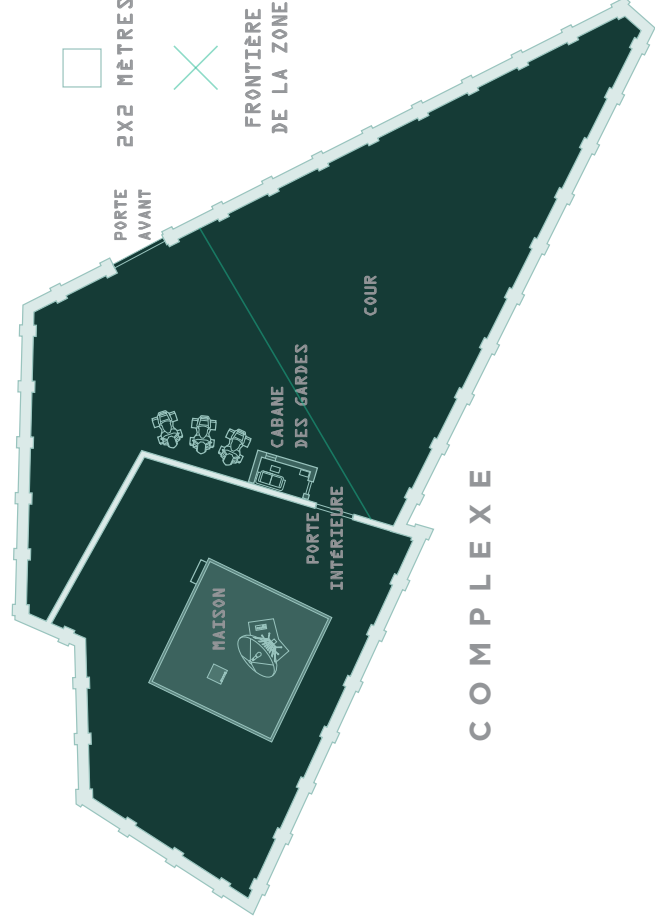 2X2 MÈTRES
FRONTIÈRE
DE LA ZONE
PORTE
AVANT
COUR
CABANE
DES GARDES
PORTE
INTÉRIEURE
MAISON
COMPLEXE